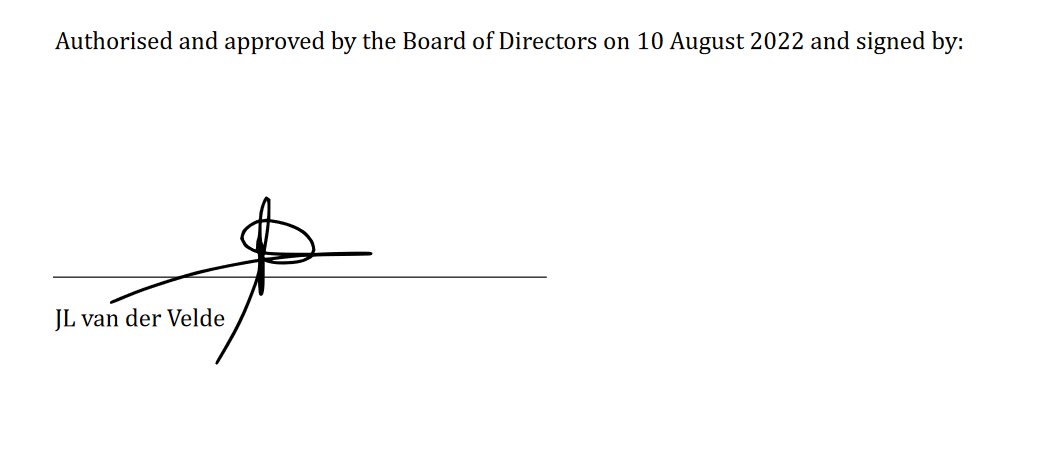 Authorised and approved by the Board of Directors on 10 August 2022 and signed by:
JL van der Velde